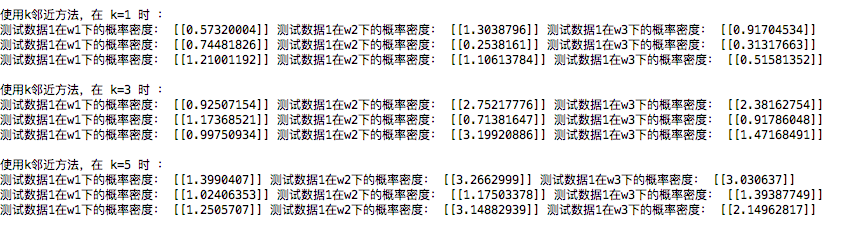 使用k邻近方法，在 k=1 时 ：
测试数据1在w1下的概率密度： [[0.57320004]] 测试数据1在w2下的概率密度： [[1.3038796]] 测试数据1在w3下的概率密度： [[0.91704534]]
测试数据1在w1下的概率密度： [[0.74481826]] 测试数据1在w2下的概率密度： [[0.2538161]] 测试数据1在w3下的概率密度： [[0.31317663]]
测试数据1在w1下的概率密度： [[1.21001192]] 测试数据1在w2下的概率密度： [[1.10613784]] 测试数据1在w3下的概率密度： [[0.51581352]]
使用k邻近方法，在 k=3 时 ：
测试数据1在w1下的概率密度： [[0.92507154]] 测试数据1在w2下的概率密度： [[2.75217776]] 测试数据1在w3下的概率密度： [[2.38162754]]
测试数据1在w1下的概率密度： [[1.17368521]] 测试数据1在w2下的概率密度： [[0.71381647]] 测试数据1在w3下的概率密度： [[0.91786048]]
测试数据1在w1下的概率密度： [[0.99750934]] 测试数据1在w2下的概率密度： [[3.19920886]] 测试数据1在w3下的概率密度： [[1.47168491]]
使用k邻近方法，在 k=5 时 ：
测试数据1在w1下的概率密度： [[1.3990407]] 测试数据1在w2下的概率密度： [[3.2662999]] 测试数据1在w3下的概率密度： [[3.030637]]
测试数据1在w1下的概率密度： [[1.02406353]] 测试数据1在w2下的概率密度： [[1.17503378]] 测试数据1在w3下的概率密度： [[1.39387749]]
测试数据1在w1下的概率密度： [[1.2505707]] 测试数据1在w2下的概率密度： [[3.14882939]] 测试数据1在w3下的概率密度： [[2.14962817]]